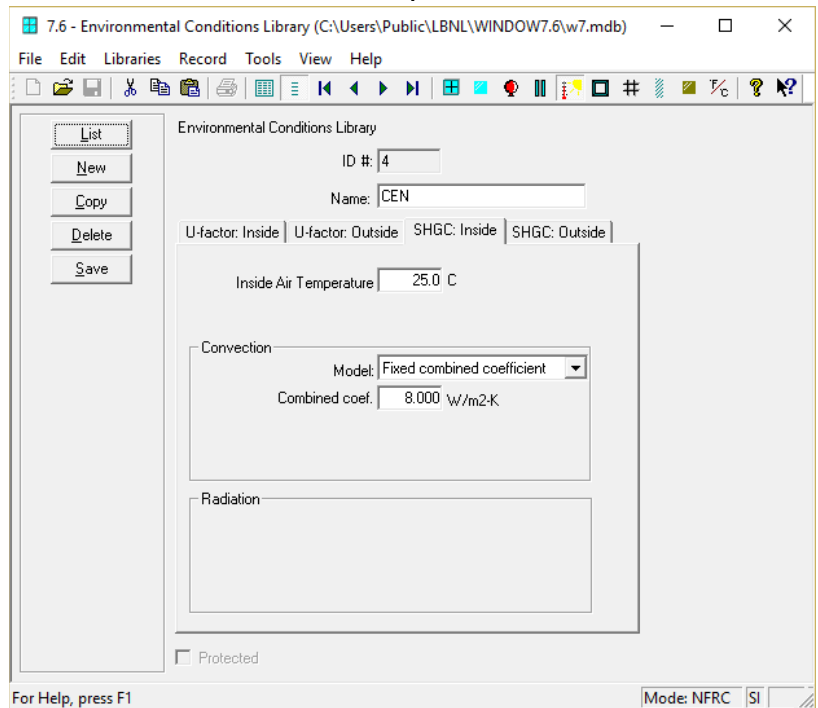 7.6 - Environmental Conditions Library (C:\Users\Public\LBNL\WINDOW7.6\w7.mdb)
File Edit Libraries Record Tools View Help
List
New
Copy
Delete
Save
Environmental Conditions Library
ID #: 4
Name: CEN
U-factor: Inside U-factor: Outside SHGC: Inside SHGC: Outside
Inside Air Temperature 25.0 C
Convection
Model: Fixed combined coefficient
Combined coef. 8.000 W/m2-K
Radiation
Protected
For Help, press F1 Mode: NFRC SI